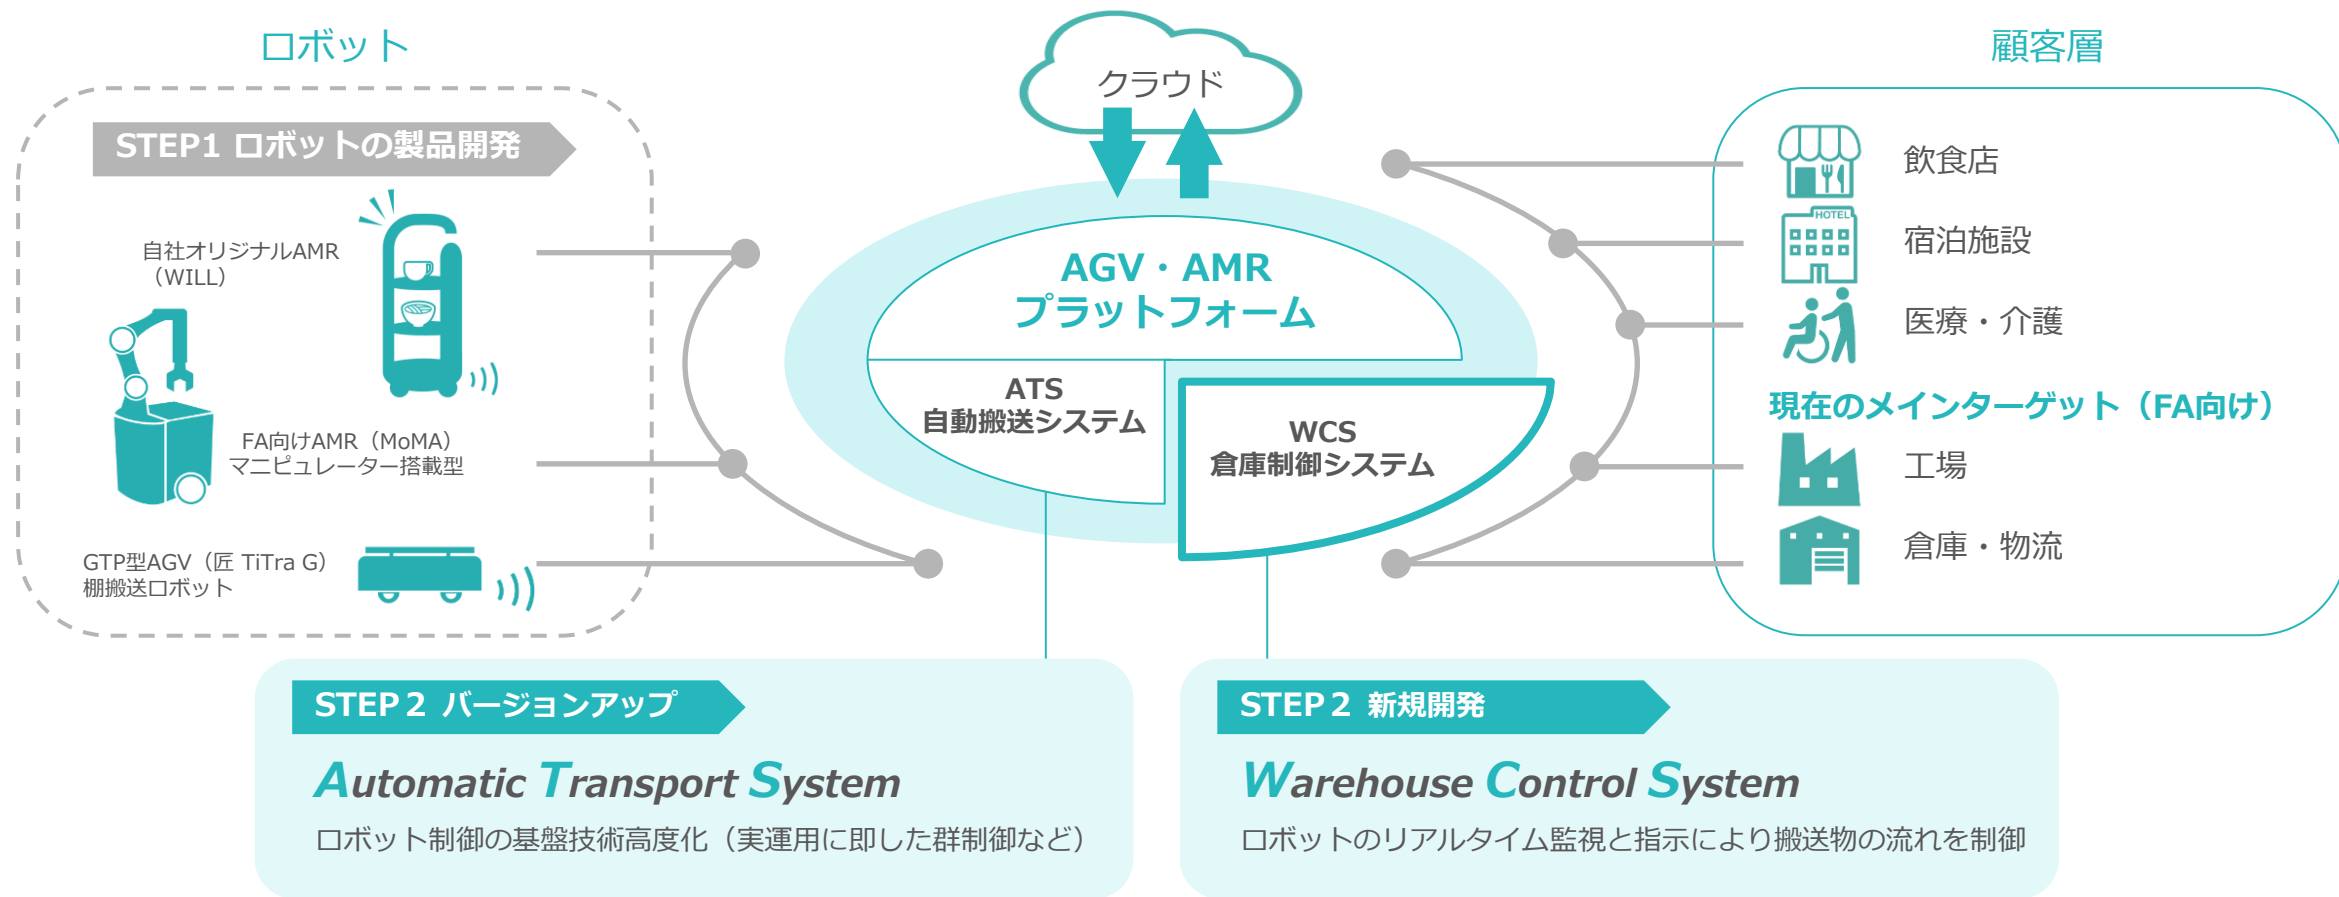 ロボット
STEP1 ロボットの製品開発
自社オリジナルAMR
（WILL）
FA向けAMR（MoMA）
マニピュレーター搭載型
GTP型AGV（匠 TiTra G）
棚搬送ロボット
クラウド
AGV・AMR
プラットフォーム
ATS
自動搬送システム
WCS
倉庫制御システム
顧客層
飲食店
HOTEL
宿泊施設
医療・介護
現在のメインターゲット（FA向け）
工場
倉庫・物流
STEP２ バージョンアップ
Automatic Transport System
ロボット制御の基盤技術高度化（実運用に即した群制御など）
STEP２ 新規開発
Warehouse Control System
ロボットのリアルタイム監視と指示により搬送物の流れを制御